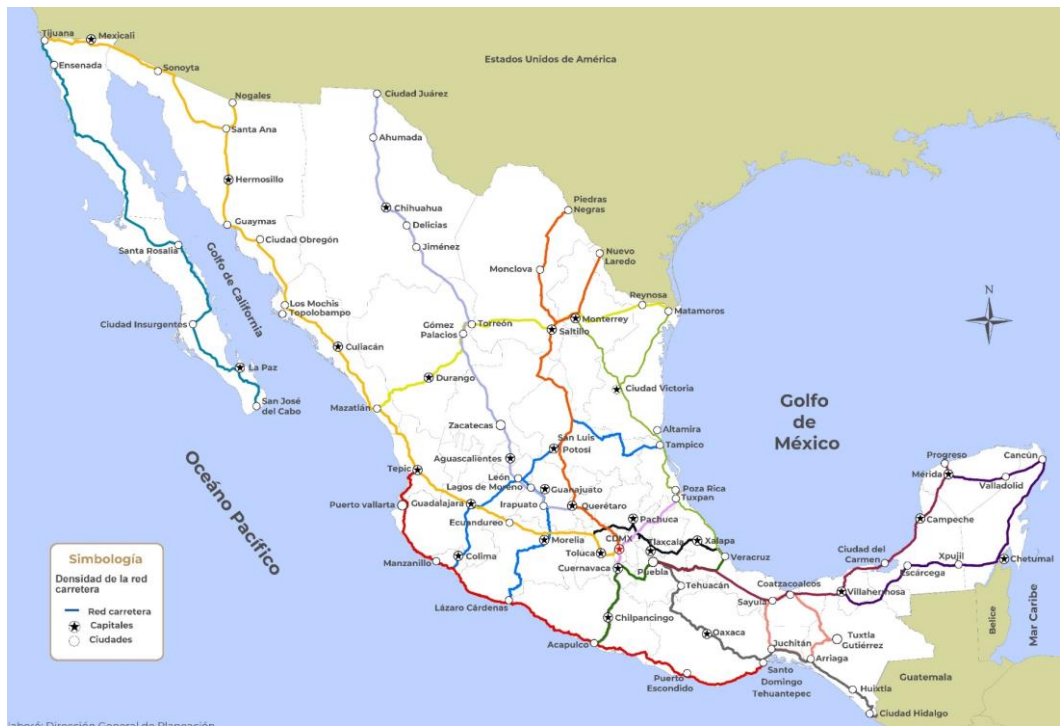 Tijuana
Mexicali
Ensenada
Sonoyta
Nogales
Estados Unidos de América
Ciudad Juárez
Santa Ana
Ahumada
Hermosillo
Chihuahua
Piedras
Negras
Guaymas
Delicias
Ciudad Obregón
Santa Rosalia
Jiménez
Nuevo
Laredo
Golfo de California
Monclova
Los Mochis
Topolobampo
Reynosa
Matamoros
Ciudad Insurgentes
Gómez
Palacios
Torreón
Monterrey
Saltillo
N
Culiacán
La Paz
Durango
Ciudad Victoria
San José
del Cabo
Mazatlán
Golfo
de
México
Zacatecas
Altamira
San Luis
Potosí
Tampico
Océano Pacífico
Aguascalientes
Tepic
León
Lagos de Moreno
Guanajuato
Poza Rica
Tuxpan
Progreso
Mérida
Cancún
Valladolid
Puerto vallarta
Guadalajara
Irapuato
Querétaro
Ecuandureo
Pachuca
Campeche
CDMX
Tlaxcala
Xalapa
Morelia
Toluca
Simbología
Densidad de la red
carretera
Red carretera
Capitales
Ciudades
Colima
Manzanillo
Cuernavaca
Puebla
Veracruz
Ciudad del
Carmen
Xpujil
Escárcega
Chetumal
Tehuacán
Coatzacoalcos
Villahermosa
Lázaro Cárdenas
Sayula
Belice
Mar Caribe
Chilpancingo
Oaxaca
Tuxtla
Gutiérrez
Acapulco
Juchitán
Arriaga
Puerto
Escondido
Santo
Domingo
Tehuantepec
Guatemala
Huixtla
Ciudad Hidalgo
Dirección General de Planeación